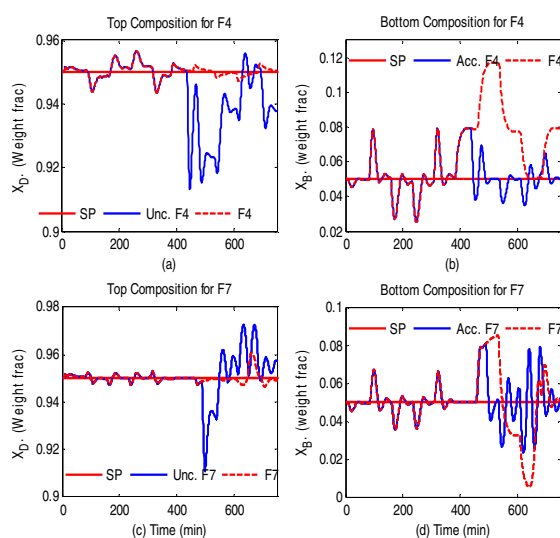 Top Composition for F4
0.96
0.94
0.92
0.9
X_D. (Weight frac)
SP Unc. F4 F4
0 200 400 600
(a)
Bottom Composition for F4
0.12
0.1
0.08
0.06
0.04
0.02
X_B. (weight frac)
SP Acc. F4 F4
0 200 400 600
(b)
Top Composition for F7
0.98
0.96
0.94
0.92
0.9
X_D. (Weight frac)
SP Unc. F7 F7
0 200 400 600
(c) Time (min)
Bottom Composition for F7
0.1
0.08
0.06
0.04
0.02
0
X_B. (weight frac)
SP Acc. F7 F7
0 200 400 600
(d) Time (min)